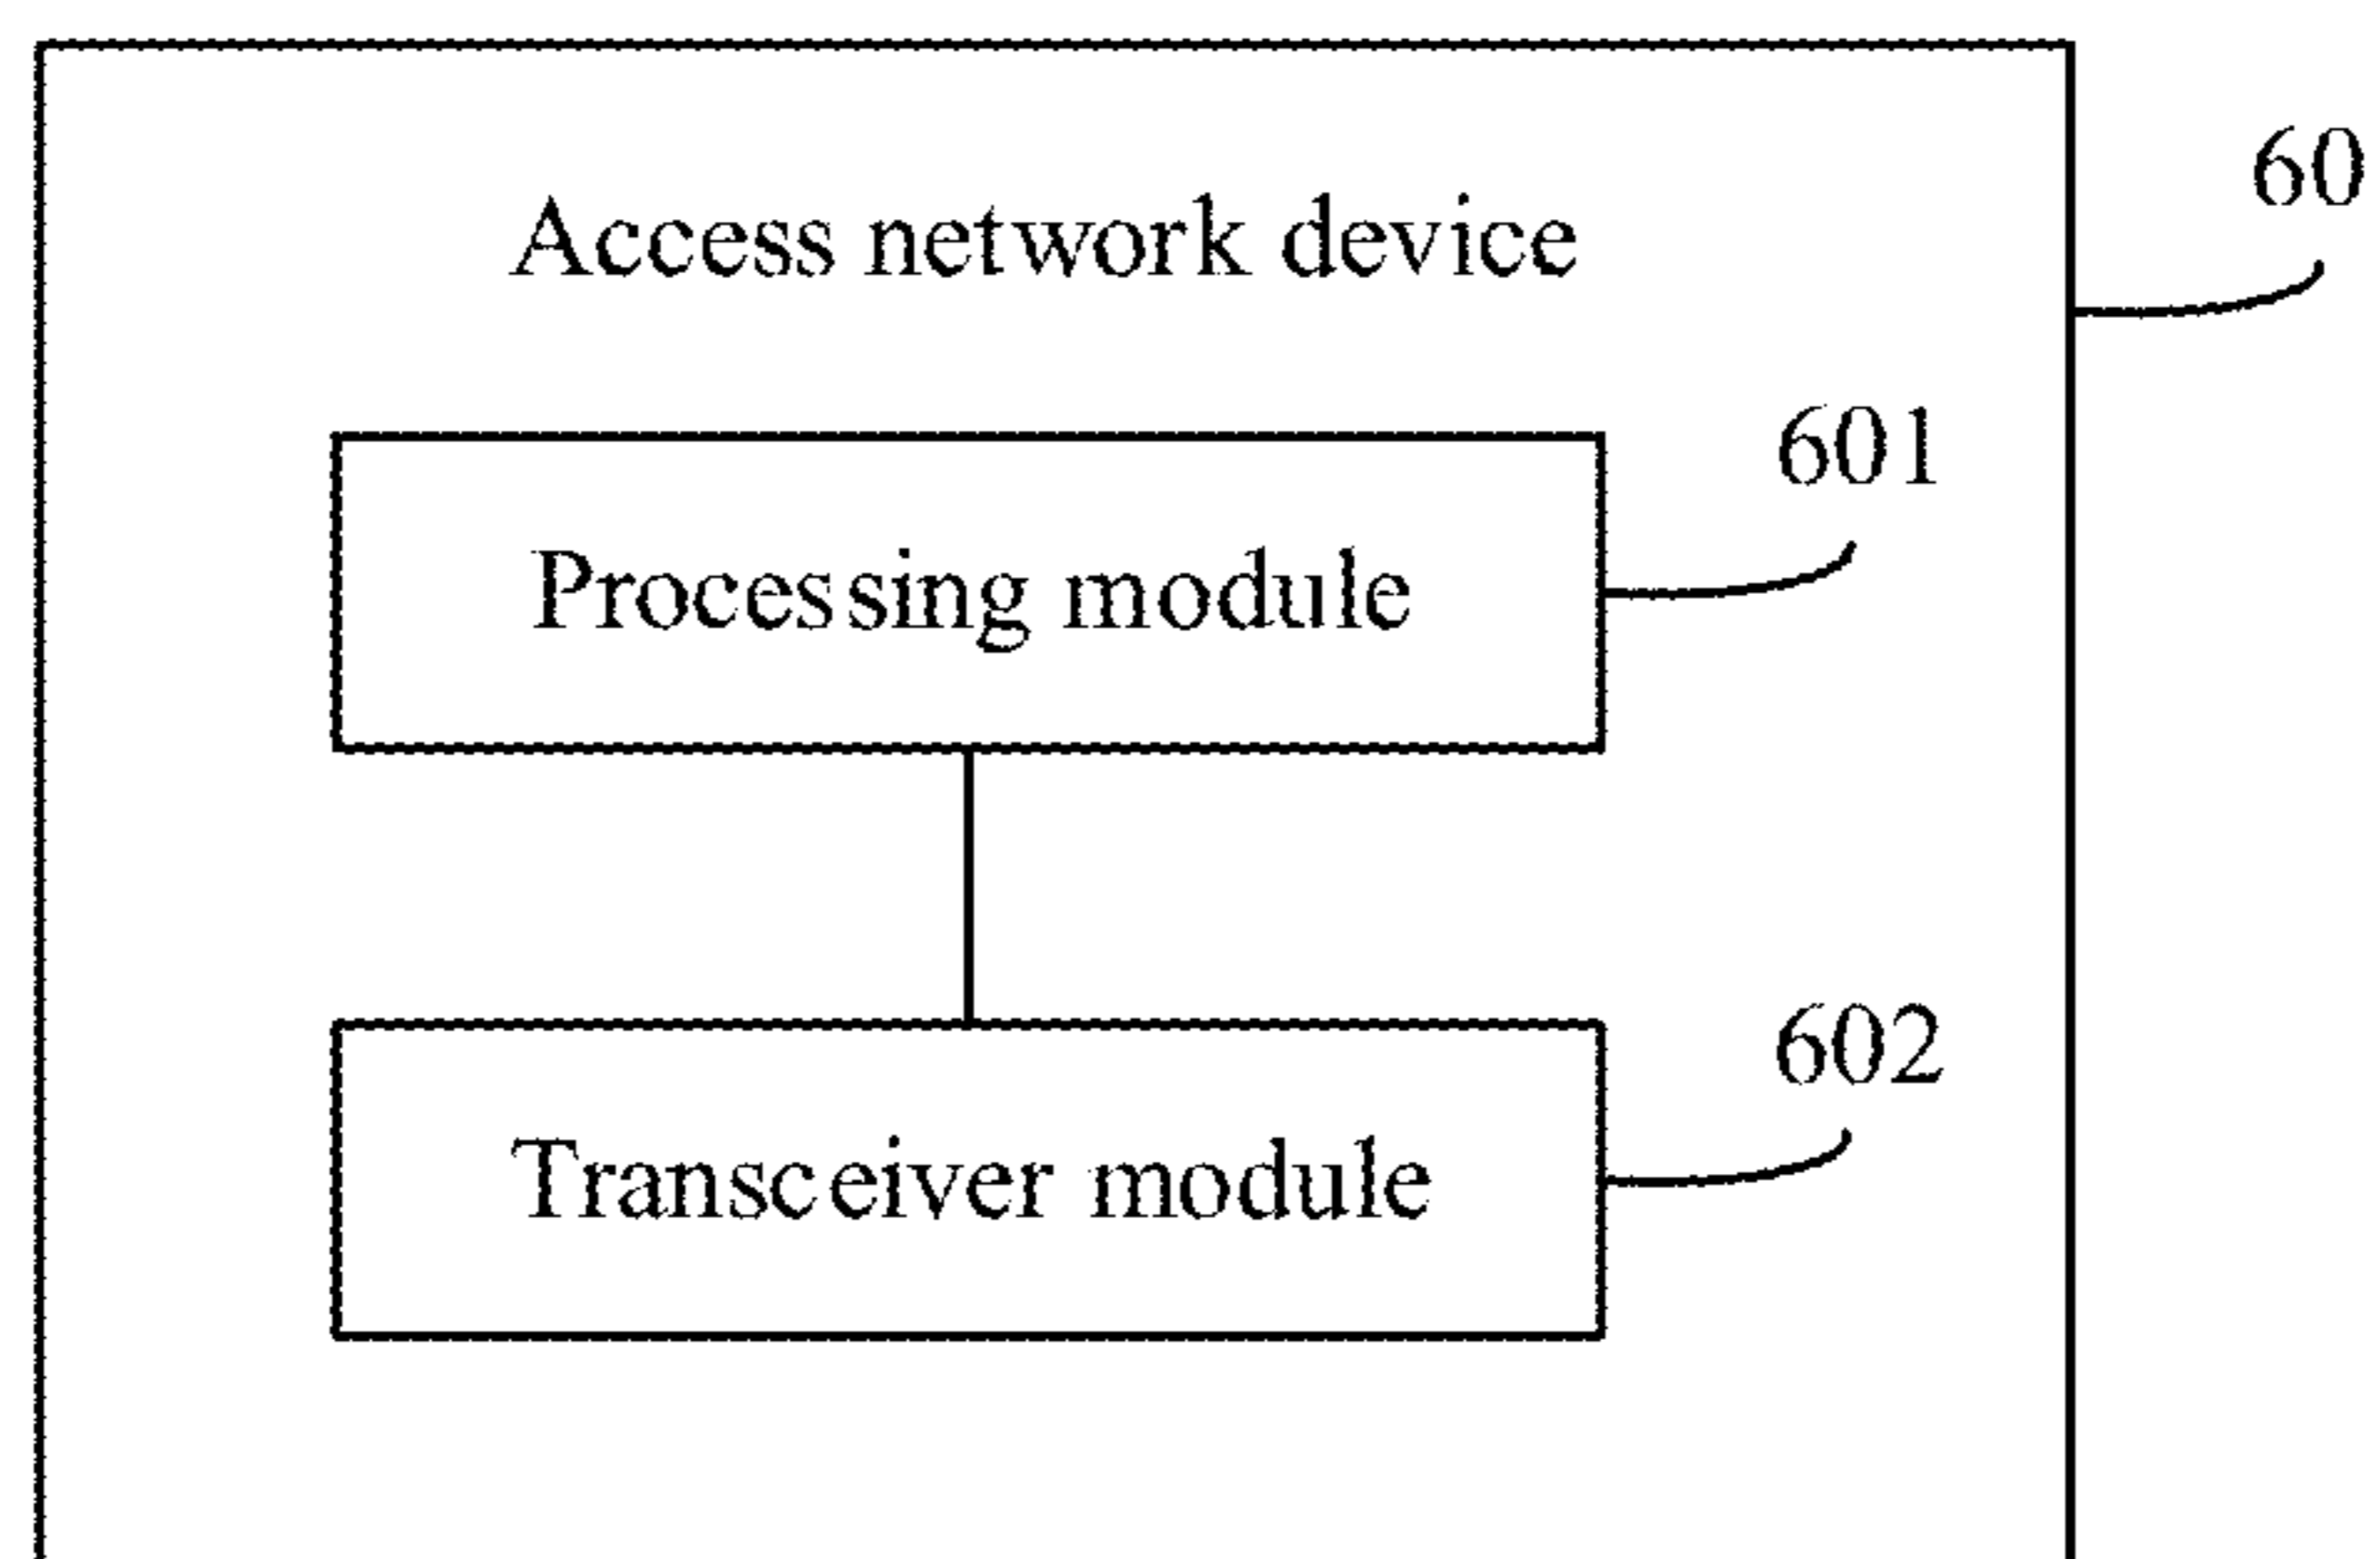 60
Access network device
601
Processing module
602
Transceiver module